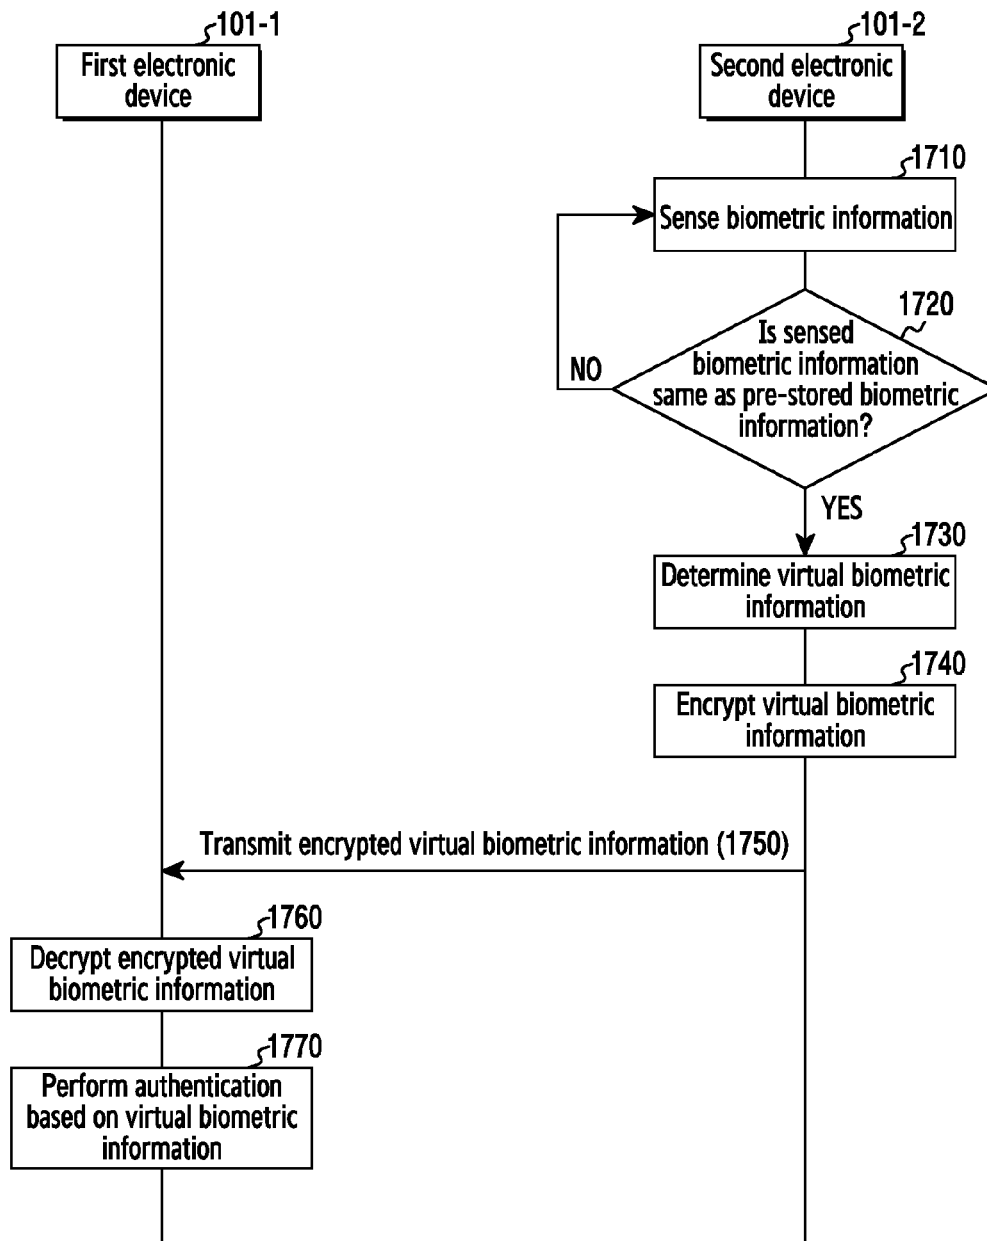 101-1
First electronic
device
101-2
Second electronic
device
1710
Sense biometric information
1720
Is sensed
biometric information
same as pre-stored biometric
information?
NO
YES
1730
Determine virtual biometric
information
1740
Encrypt virtual biometric
information
Transmit encrypted virtual biometric information (1750)
1760
Decrypt encrypted virtual
biometric information
1770
Perform authentication
based on virtual biometric
information